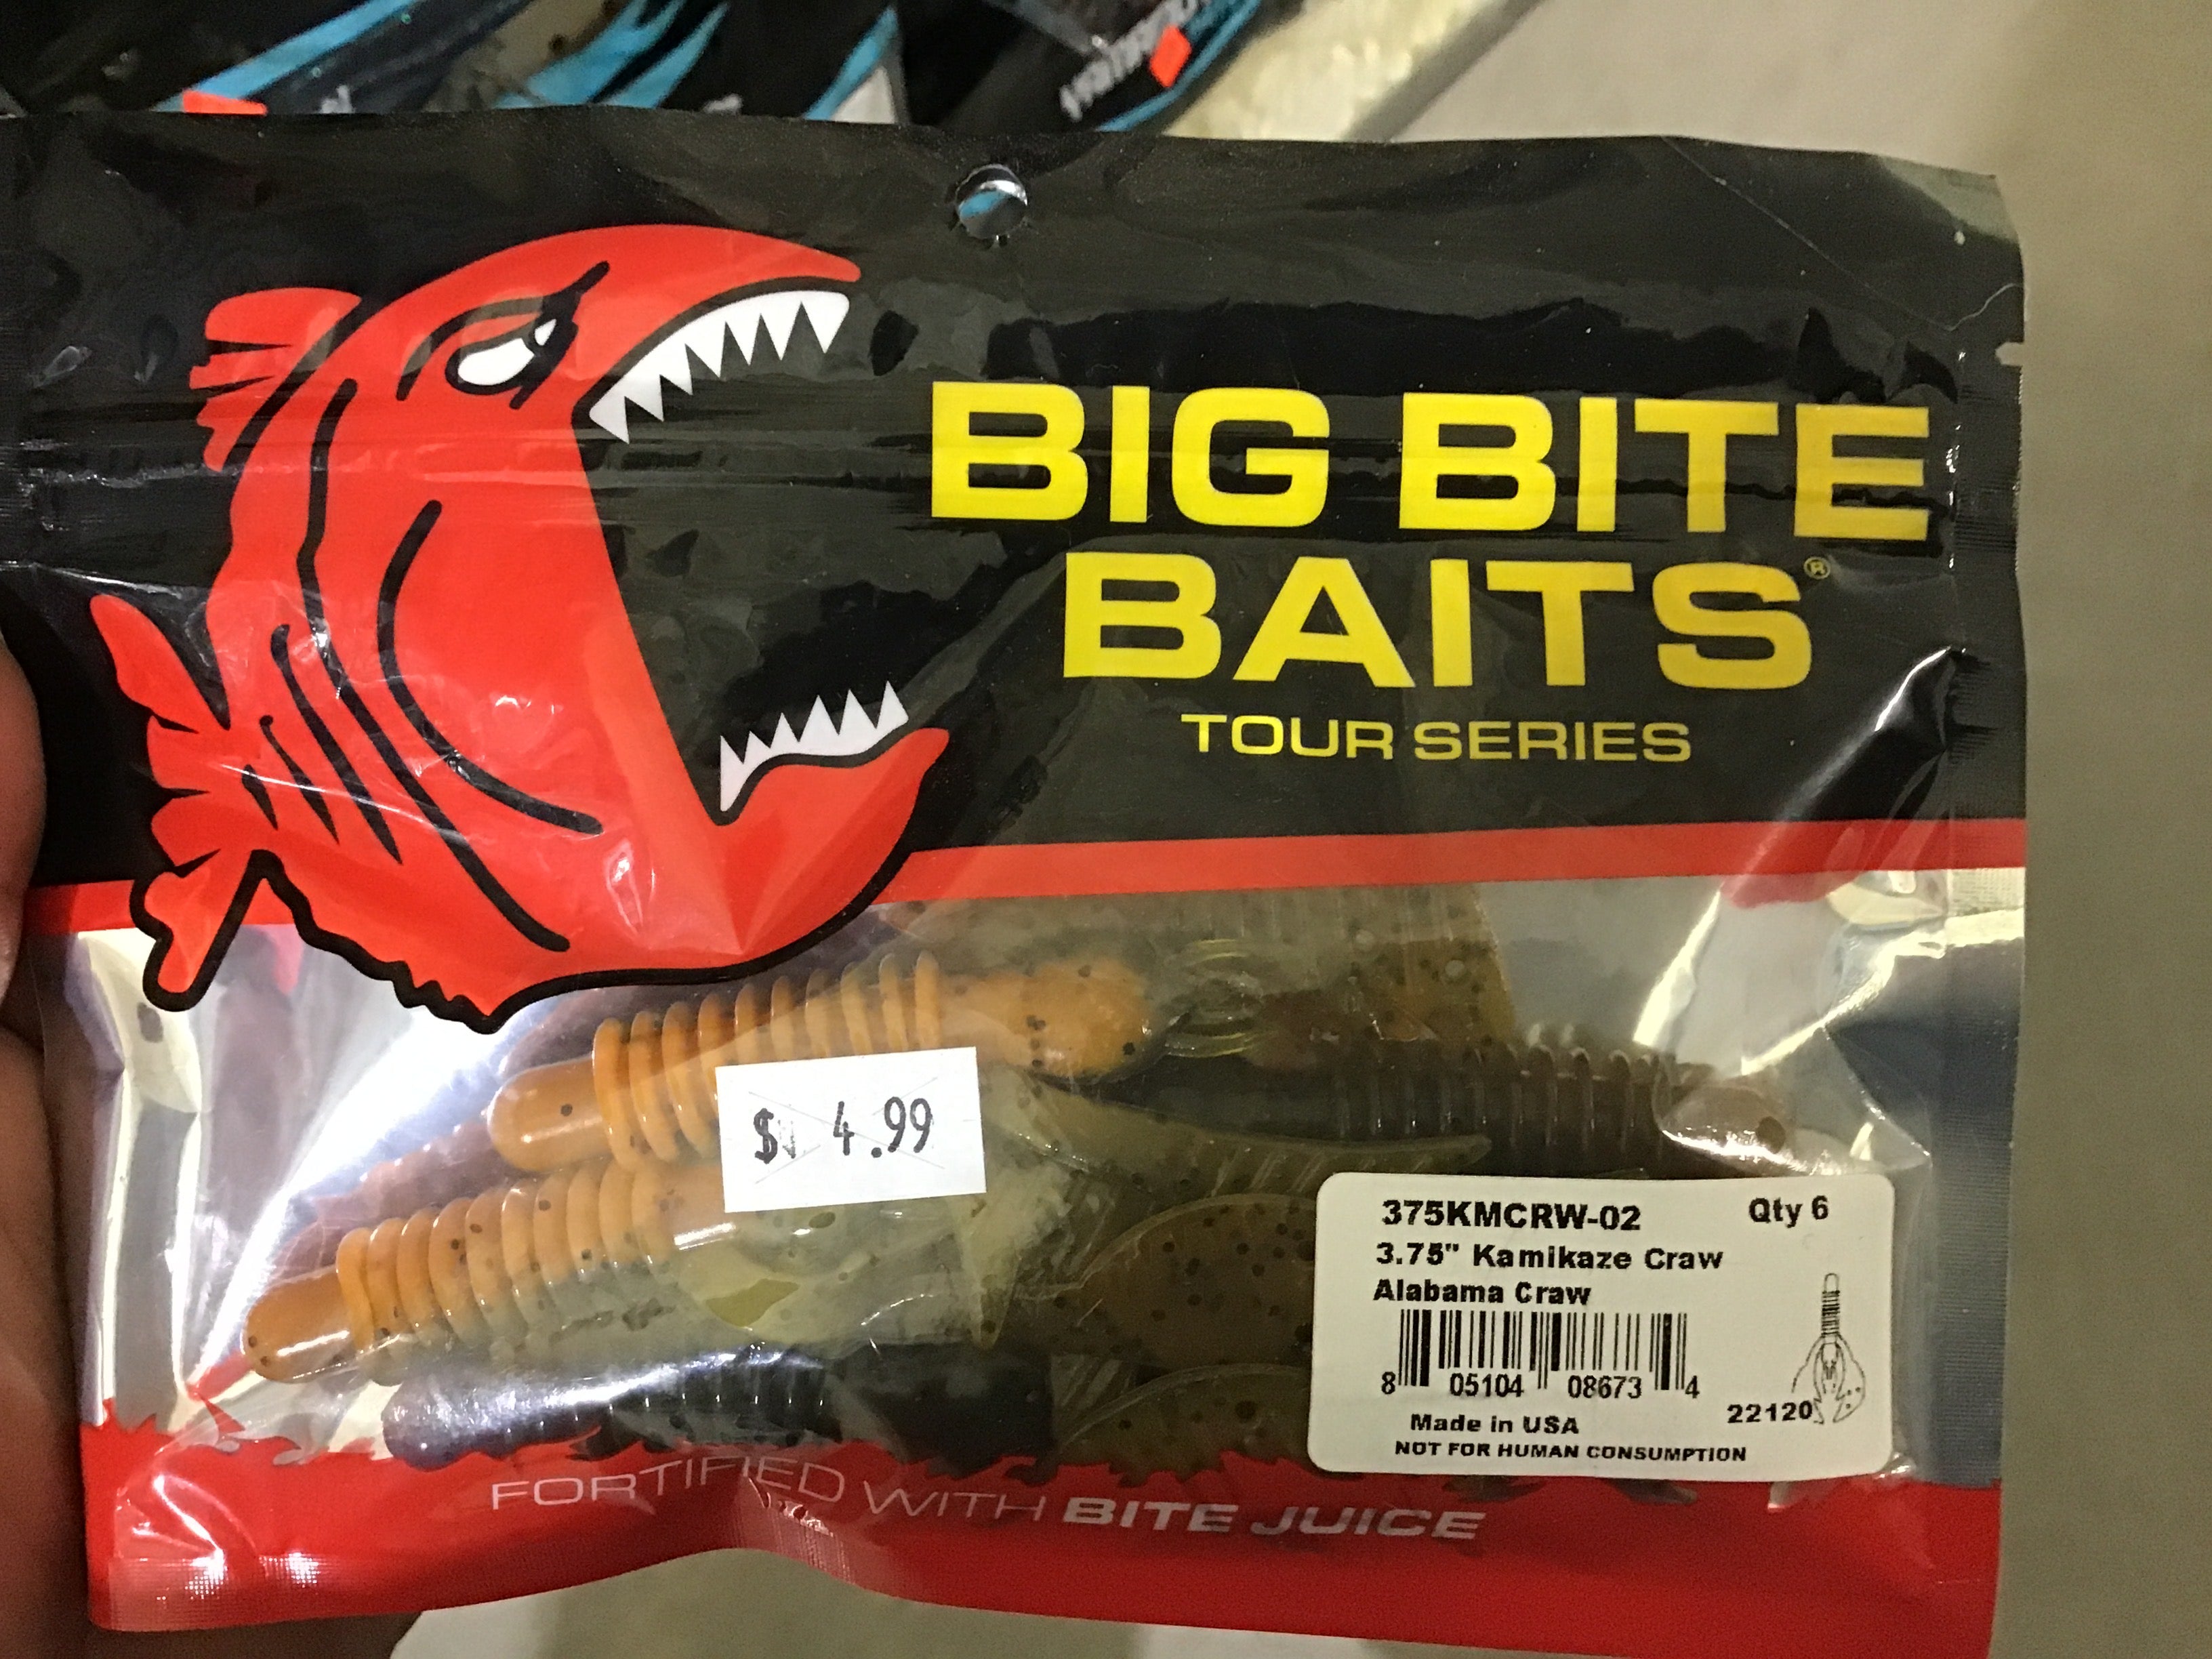 BIG BITE
BAITS®
TOUR SERIES
$ 4.99
375KMCRW-02 Qty 6
3.75" Kamikaze Craw
Alabama Craw
8 05104 08673 4
22120
Made in USA
NOT FOR HUMAN CONSUMPTION
FORTIFIED WITH BITE JUICE